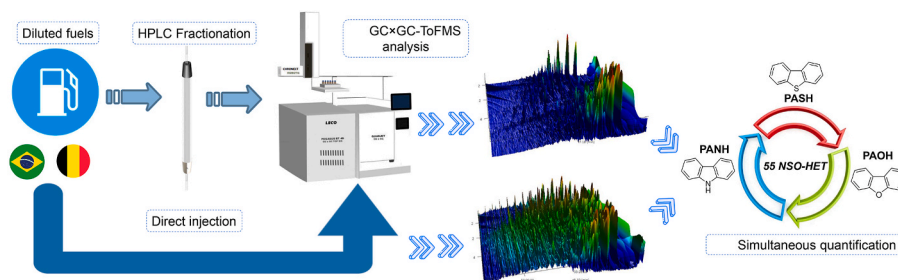 Diluted fuels
HPLC Fractionation
GC×GC-ToFMS
analysis
LECO
Direct injection
PASH
S
PANH
N
H
55 NSO-HET
PAOH
O
Simultaneous quantification